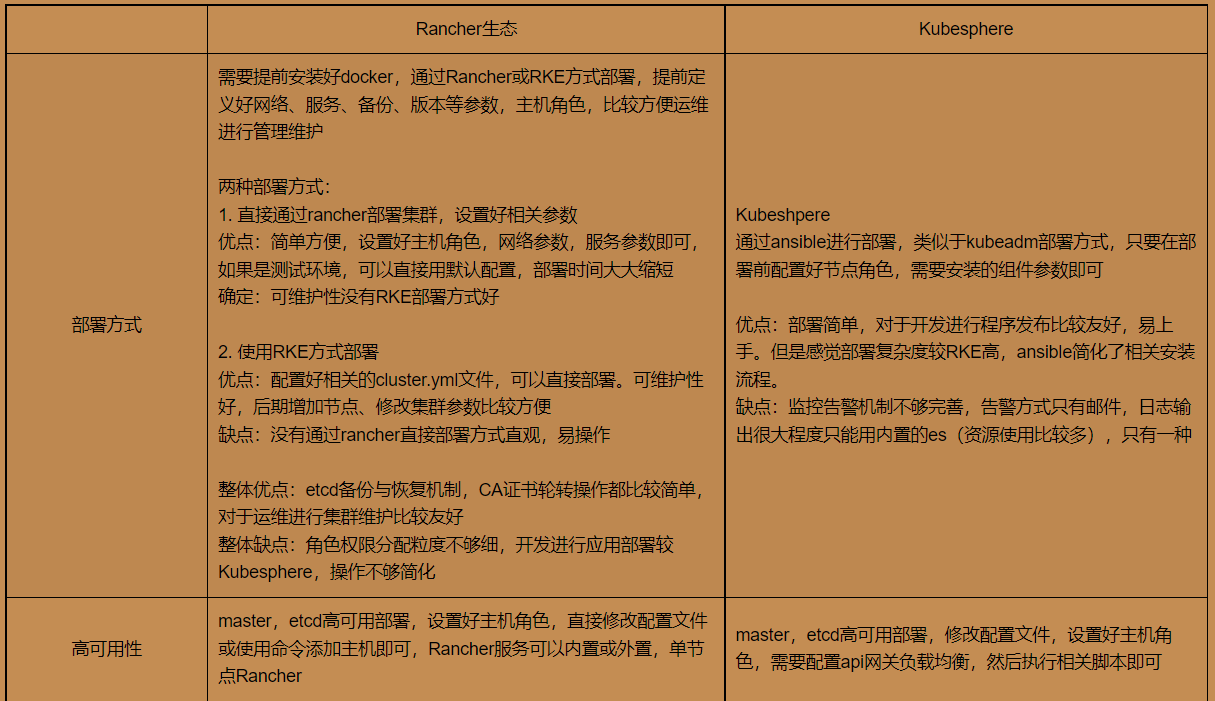 Rancher生态
Kubesphere
部署方式
需要提前安装好docker，通过Rancher或RKE方式部署，提前定
义好网络、服务、备份、版本等参数，主机角色，比较方便运维
进行管理维护
两种部署方式：
1. 直接通过rancher部署集群，设置好相关参数
优点：简单方便，设置好主机角色，网络参数，服务参数即可，
如果是测试环境，可以直接用默认配置，部署时间大大缩短
确定：可维护性没有RKE部署方式好
2. 使用RKE方式部署
优点：配置好相关的cluster.yml文件，可以直接部署。可维护性
好，后期增加节点、修改集群参数比较方便
缺点：没有通过rancher直接部署方式直观，易操作
整体优点：etcd备份与恢复机制，CA证书轮转操作都比较简单，
对于运维进行集群维护比较友好
整体缺点：角色权限分配粒度不够细，开发进行应用部署较
Kubesphere，操作不够简化
Kubeshpere
通过ansible进行部署，类似于kubeadm部署方式，只要在部
署前配置好节点角色，需要安装的组件参数即可
优点：部署简单，对于开发进行程序发布比较友好，易上
手。但是感觉部署复杂度较RKE高，ansible简化了相关安装
流程。
缺点：监控告警机制不够完善，告警方式只有邮件，日志输
出很大程度只能用内置的es（资源使用比较多），只有一种
高可用性
master，etcd高可用部署，设置好主机角色，直接修改配置文件
或使用命令添加主机即可，Rancher服务可以内置或外置，单节
点Rancher
master，etcd高可用部署，修改配置文件，设置好主机角
色，需要配置api网关负载均衡，然后执行相关脚本即可